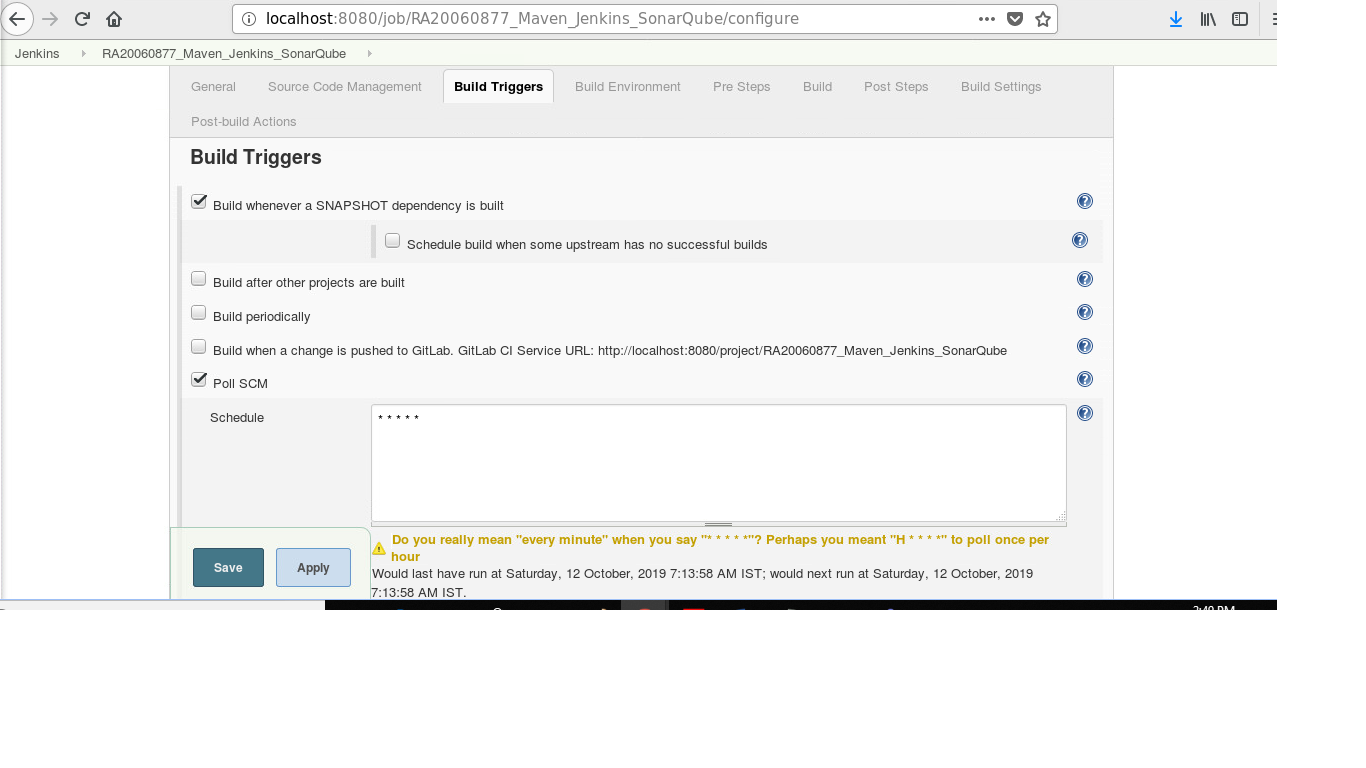 localhost:8080/job/RA20060877_Maven_Jenkins_SonarQube/configure
Jenkins RA20060877_Maven_Jenkins_SonarQube
General Source Code Management Build Triggers Build Environment Pre Steps Build Post Steps Build Settings
Post-build Actions
Build Triggers
Build whenever a SNAPSHOT dependency is built
Schedule build when some upstream has no successful builds
Build after other projects are built
Build periodically
Build when a change is pushed to GitLab. GitLab CI Service URL: http://localhost:8080/project/RA20060877_Maven_Jenkins_SonarQube
Poll SCM
Schedule
* * * * *
Do you really mean "every minute" when you say "* * * * *"? Perhaps you meant "H * * * *" to poll once per
hour
Would last have run at Saturday, 12 October, 2019 7:13:58 AM IST; would next run at Saturday, 12 October, 2019
7:13:58 AM IST.
Save Apply